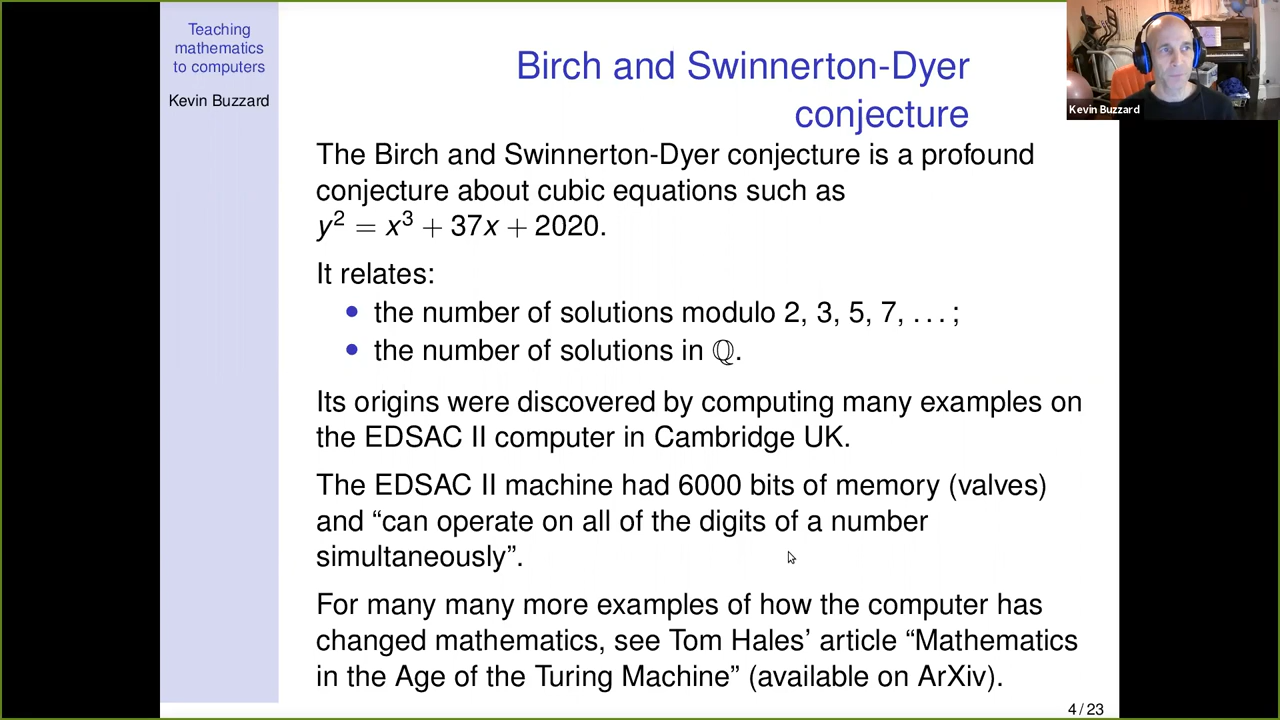 Teaching
mathematics
to computers
Kevin Buzzard
Birch and Swinnerton-Dyer
conjecture
The Birch and Swinnerton-Dyer conjecture is a profound
conjecture about cubic equations such as
y² = x³ + 37x + 2020.
It relates:
• the number of solutions modulo 2, 3, 5, 7, . . . ;
• the number of solutions in ℚ.
Its origins were discovered by computing many examples on
the EDSAC II computer in Cambridge UK.
The EDSAC II machine had 6000 bits of memory (valves)
and “can operate on all of the digits of a number
simultaneously”.
For many many more examples of how the computer has
changed mathematics, see Tom Hales’ article “Mathematics
in the Age of the Turing Machine” (available on ArXiv).
4 / 23
Kevin Buzzard